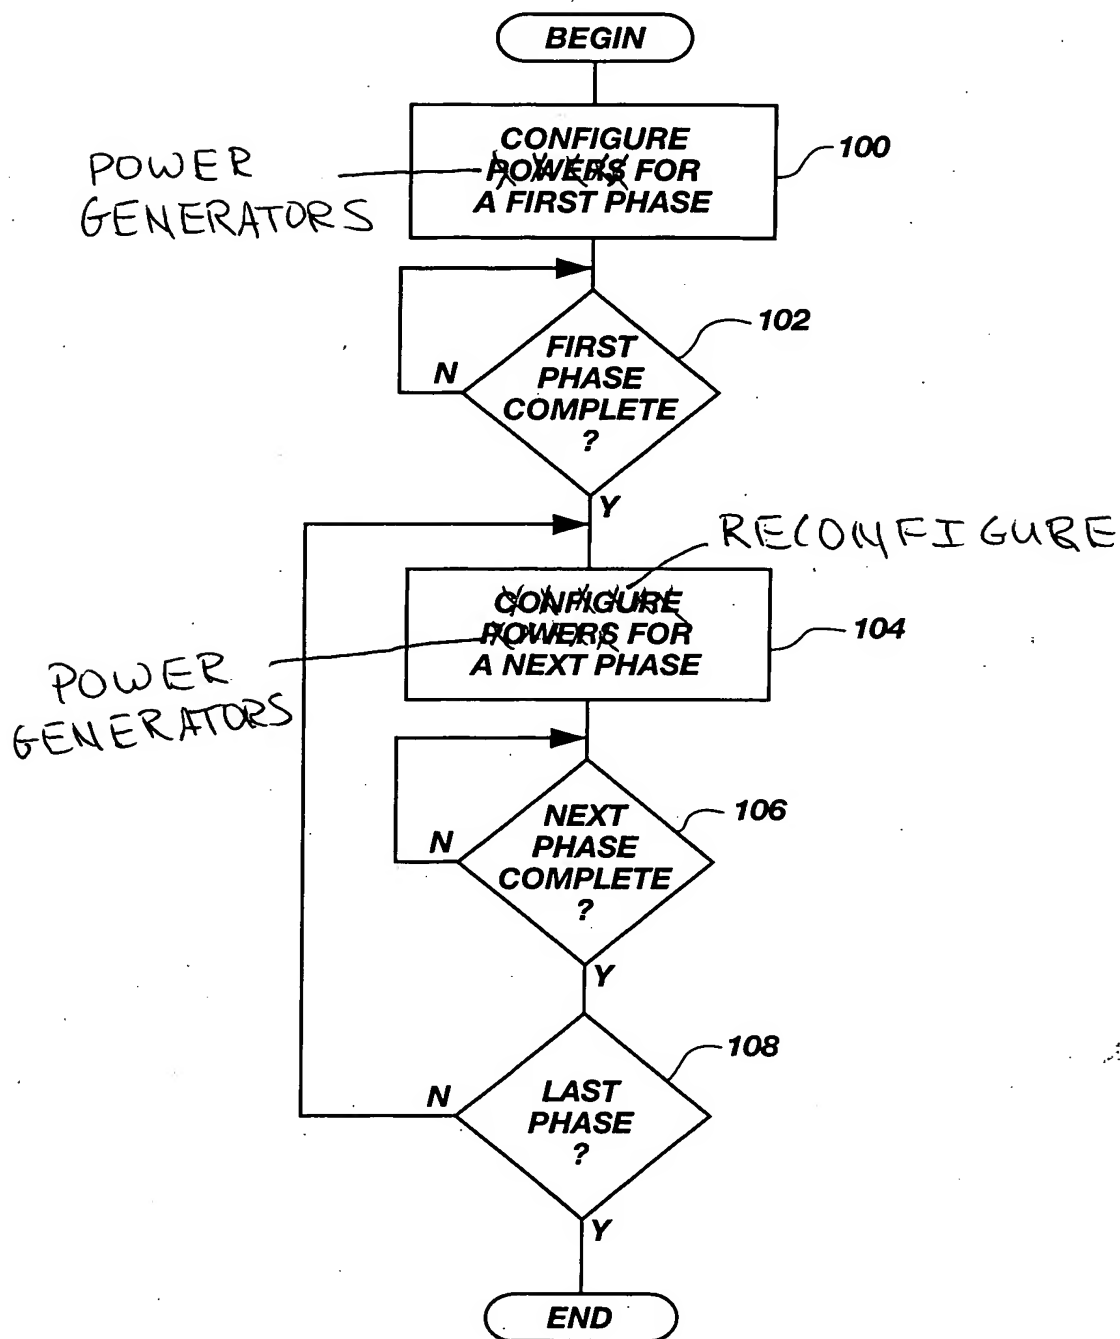 BEGIN
CONFIGURE
POWERS FOR
A FIRST PHASE
100
POWER
GENERATORS
102
FIRST
PHASE
COMPLETE
?
N
Y
RECONFIGURE
CONFIGURE
POWERS FOR
A NEXT PHASE
104
POWER
GENERATORS
106
NEXT
PHASE
COMPLETE
?
N
Y
108
LAST
PHASE
?
N
Y
END